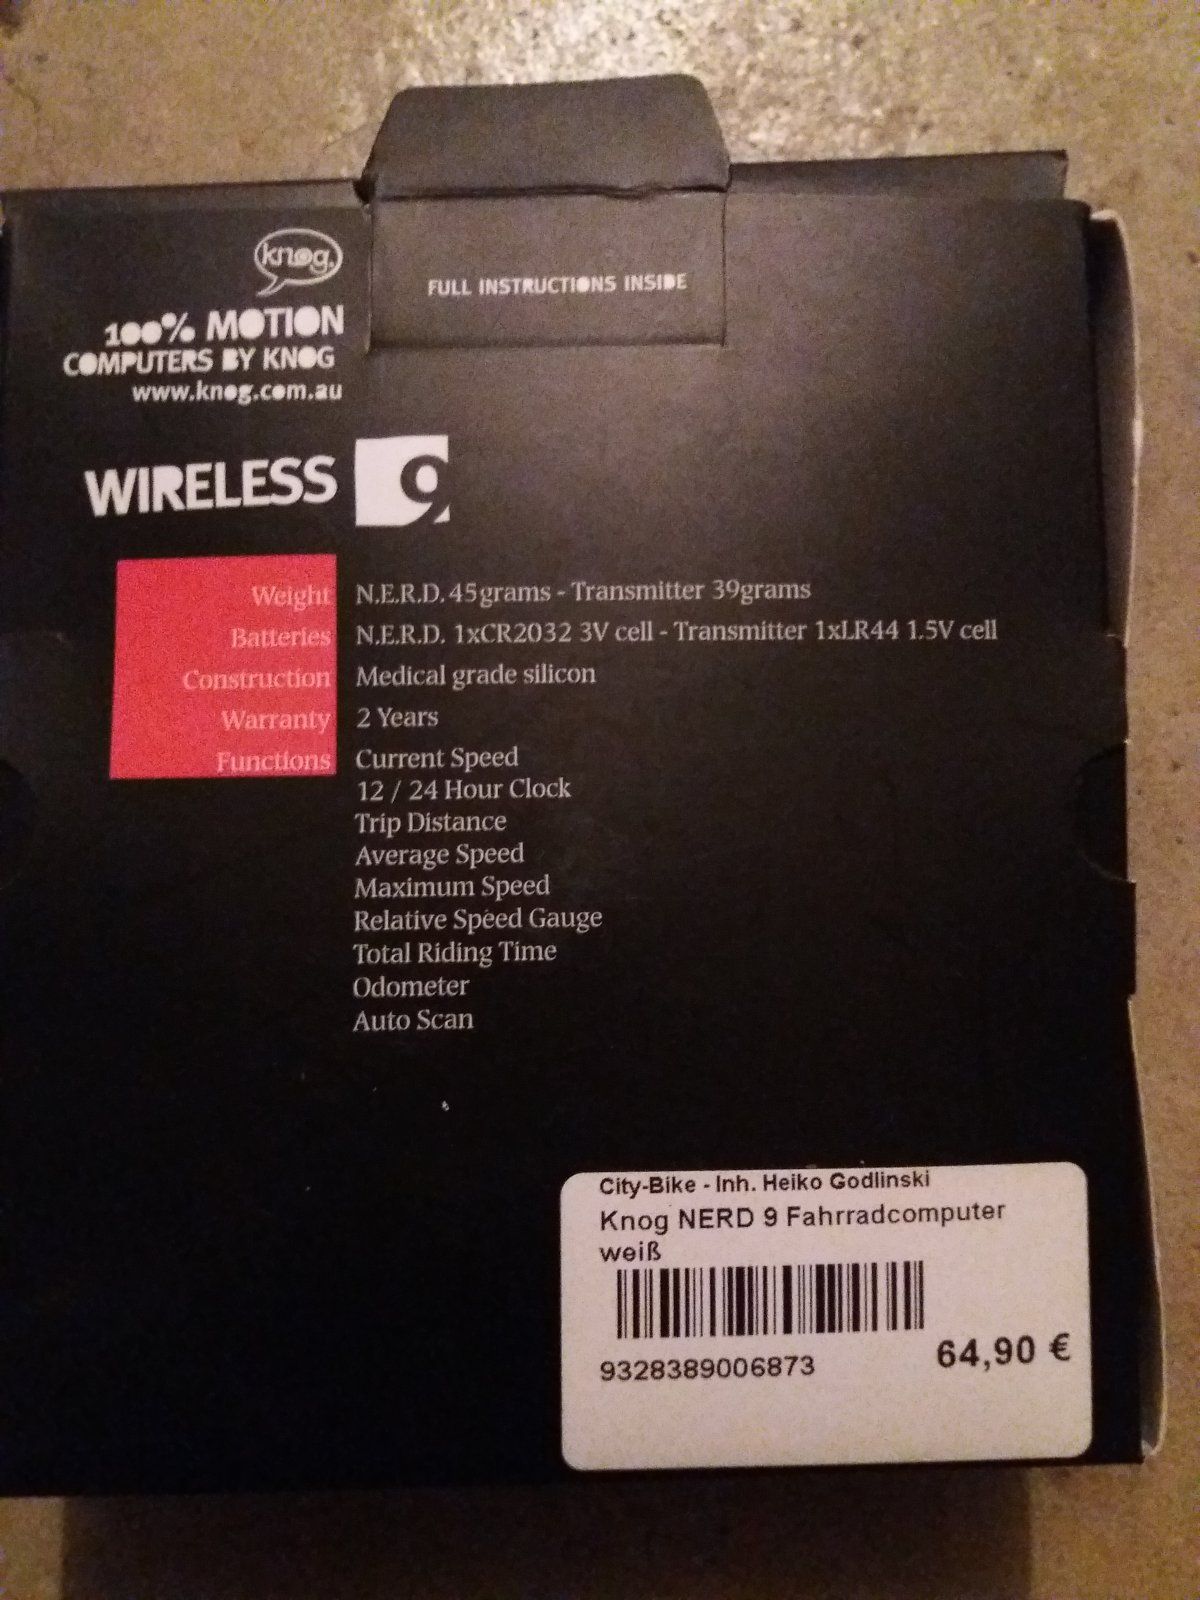 knog.
100% MOTION
COMPUTERS BY KNOG
www.knog.com.au
FULL INSTRUCTIONS INSIDE
WIRELESS 9
Weight N.E.R.D. 45grams - Transmitter 39grams
Batteries N.E.R.D. 1xCR2032 3V cell - Transmitter 1xLR44 1.5V cell
Construction Medical grade silicon
Warranty 2 Years
Functions Current Speed
12 / 24 Hour Clock
Trip Distance
Average Speed
Maximum Speed
Relative Speed Gauge
Total Riding Time
Odometer
Auto Scan
City-Bike - Inh. Heiko Godlinski
Knog NERD 9 Fahrradcomputer
weiß
9328389006873
64,90 €